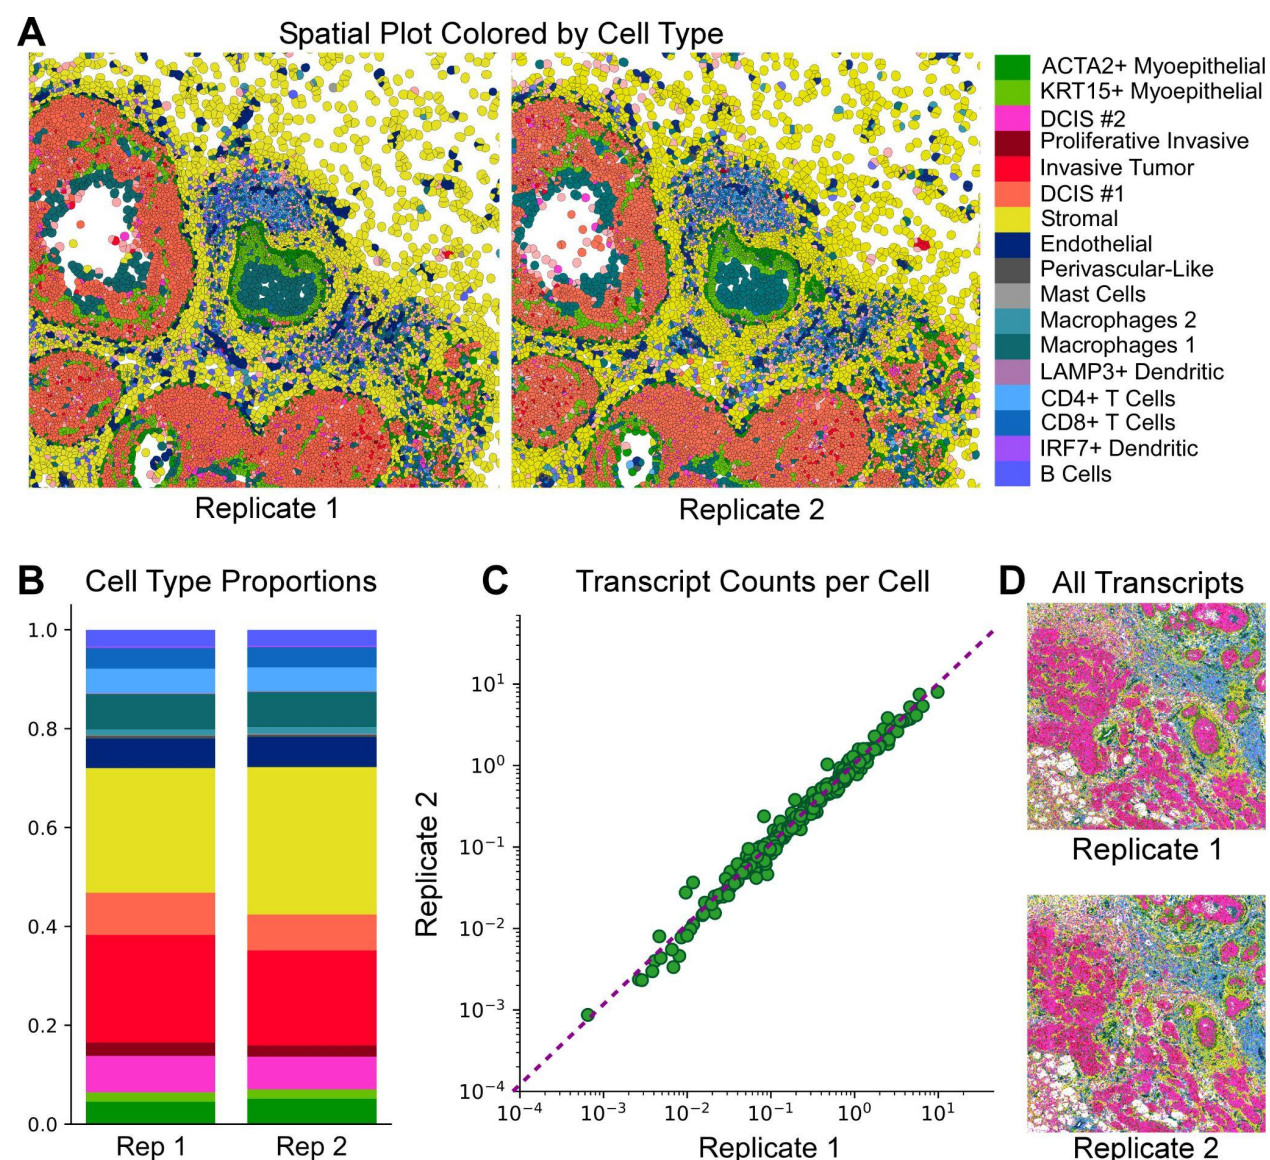 A
Spatial Plot Colored by Cell Type
ACTA2+ Myoepithelial
KRT15+ Myoepithelial
DCIS #2
Proliferative Invasive
Invasive Tumor
DCIS #1
Stromal
Endothelial
Perivascular-Like
Mast Cells
Macrophages 2
Macrophages 1
LAMP3+ Dendritic
CD4+ T Cells
CD8+ T Cells
IRF7+ Dendritic
B Cells
Replicate 1
Replicate 2
B
Cell Type Proportions
1.0
0.8
0.6
0.4
0.2
0.0
Rep 1
Rep 2
C
Transcript Counts per Cell
Replicate 2
10¹
10⁰
10⁻¹
10⁻²
10⁻³
10⁻⁴
10⁻⁴
10⁻³
10⁻²
10⁻¹
10⁰
10¹
Replicate 1
D
All Transcripts
Replicate 1
Replicate 2